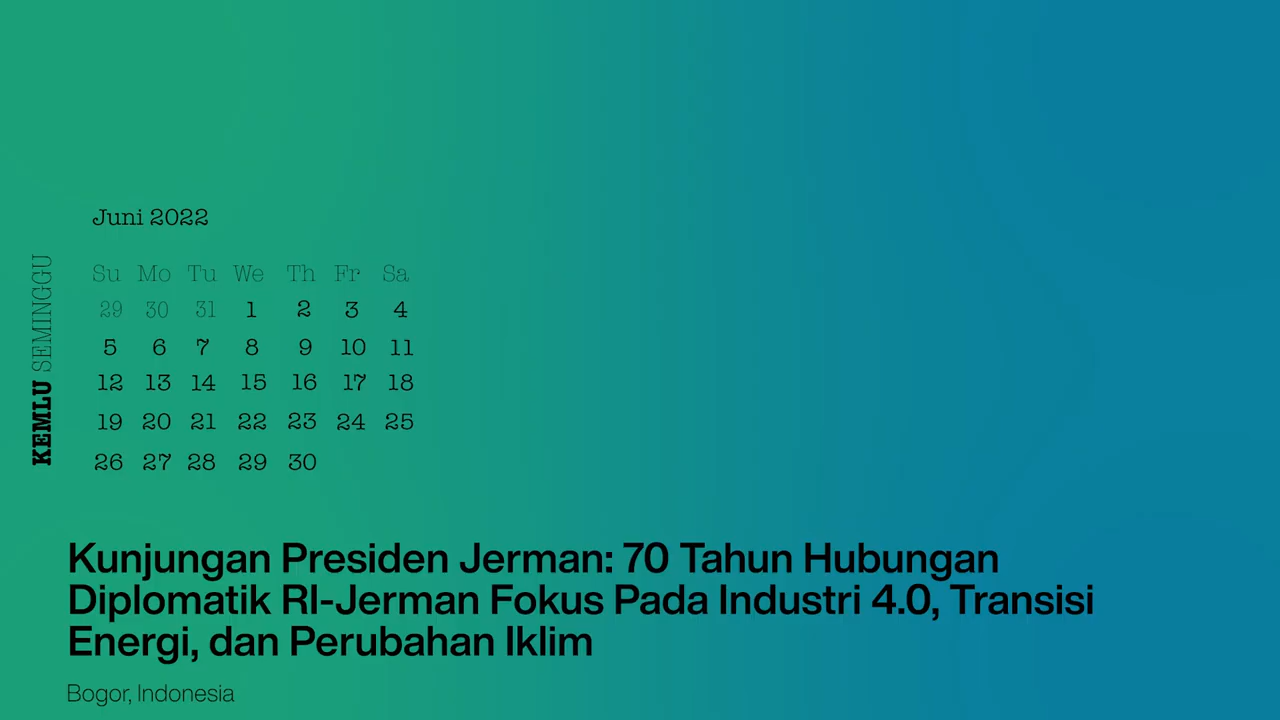 Juni 2022
KEMLU SEMINGGU
Su Mo Tu We Th Fr Sa
29 30 31 1 2 3 4
5 6 7 8 9 10 11
12 13 14 15 16 17 18
19 20 21 22 23 24 25
26 27 28 29 30
Kunjungan Presiden Jerman: 70 Tahun Hubungan
Diplomatik RI-Jerman Fokus Pada Industri 4.0, Transisi
Energi, dan Perubahan Iklim
Bogor, Indonesia